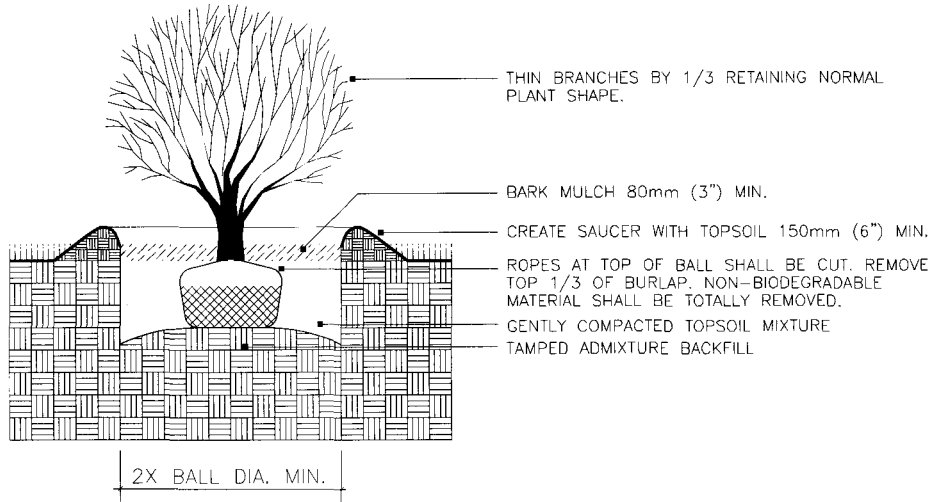 THIN BRANCHES BY 1/3 RETAINING NORMAL
PLANT SHAPE.
BARK MULCH 80mm (3") MIN.
CREATE SAUCER WITH TOPSOIL 150mm (6") MIN.
ROPES AT TOP OF BALL SHALL BE CUT. REMOVE
TOP 1/3 OF BURLAP. NON-BIODEGRADABLE
MATERIAL SHALL BE TOTALLY REMOVED.
GENTLY COMPACTED TOPSOIL MIXTURE
TAMPED ADMIXTURE BACKFILL
2X BALL DIA. MIN.